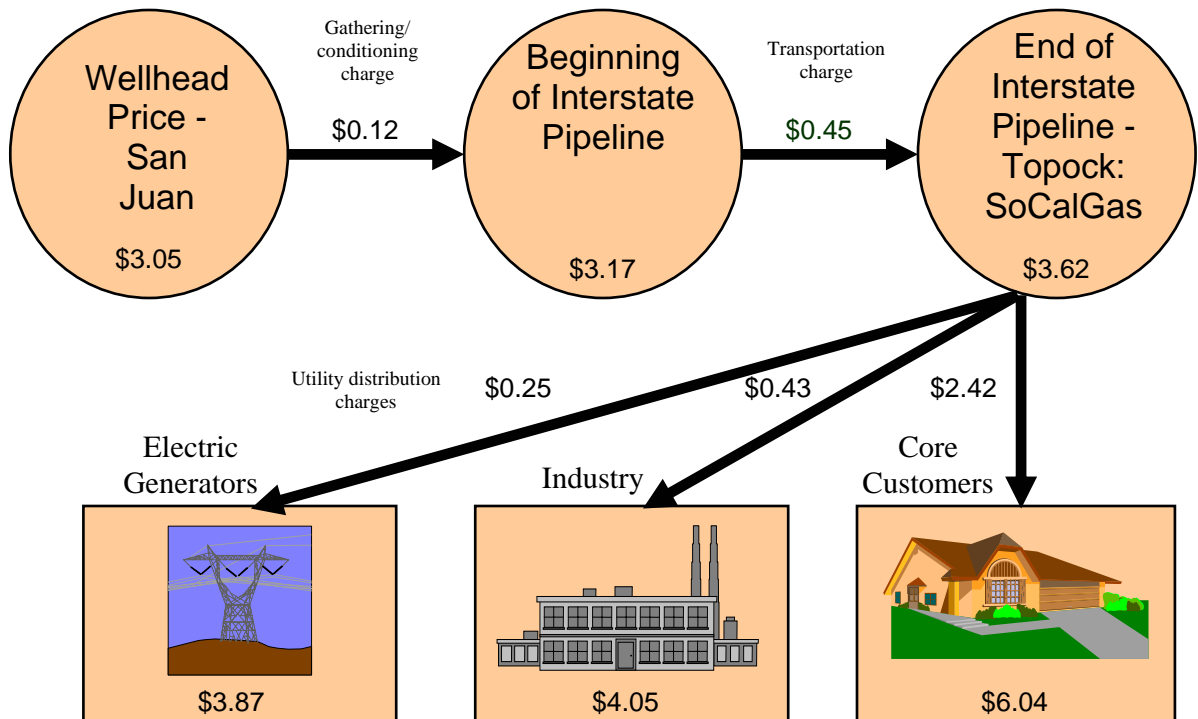 Wellhead
Price -
San
Juan
$3.05
Gathering/
conditioning
charge
$0.12
Beginning
of Interstate
Pipeline
$3.17
Transportation
charge
$0.45
End of
Interstate
Pipeline -
Topock:
SoCalGas
$3.62
Utility distribution
charges
$0.25
$0.43
$2.42
Electric
Generators
Industry
Core
Customers
$3.87
$4.05
$6.04